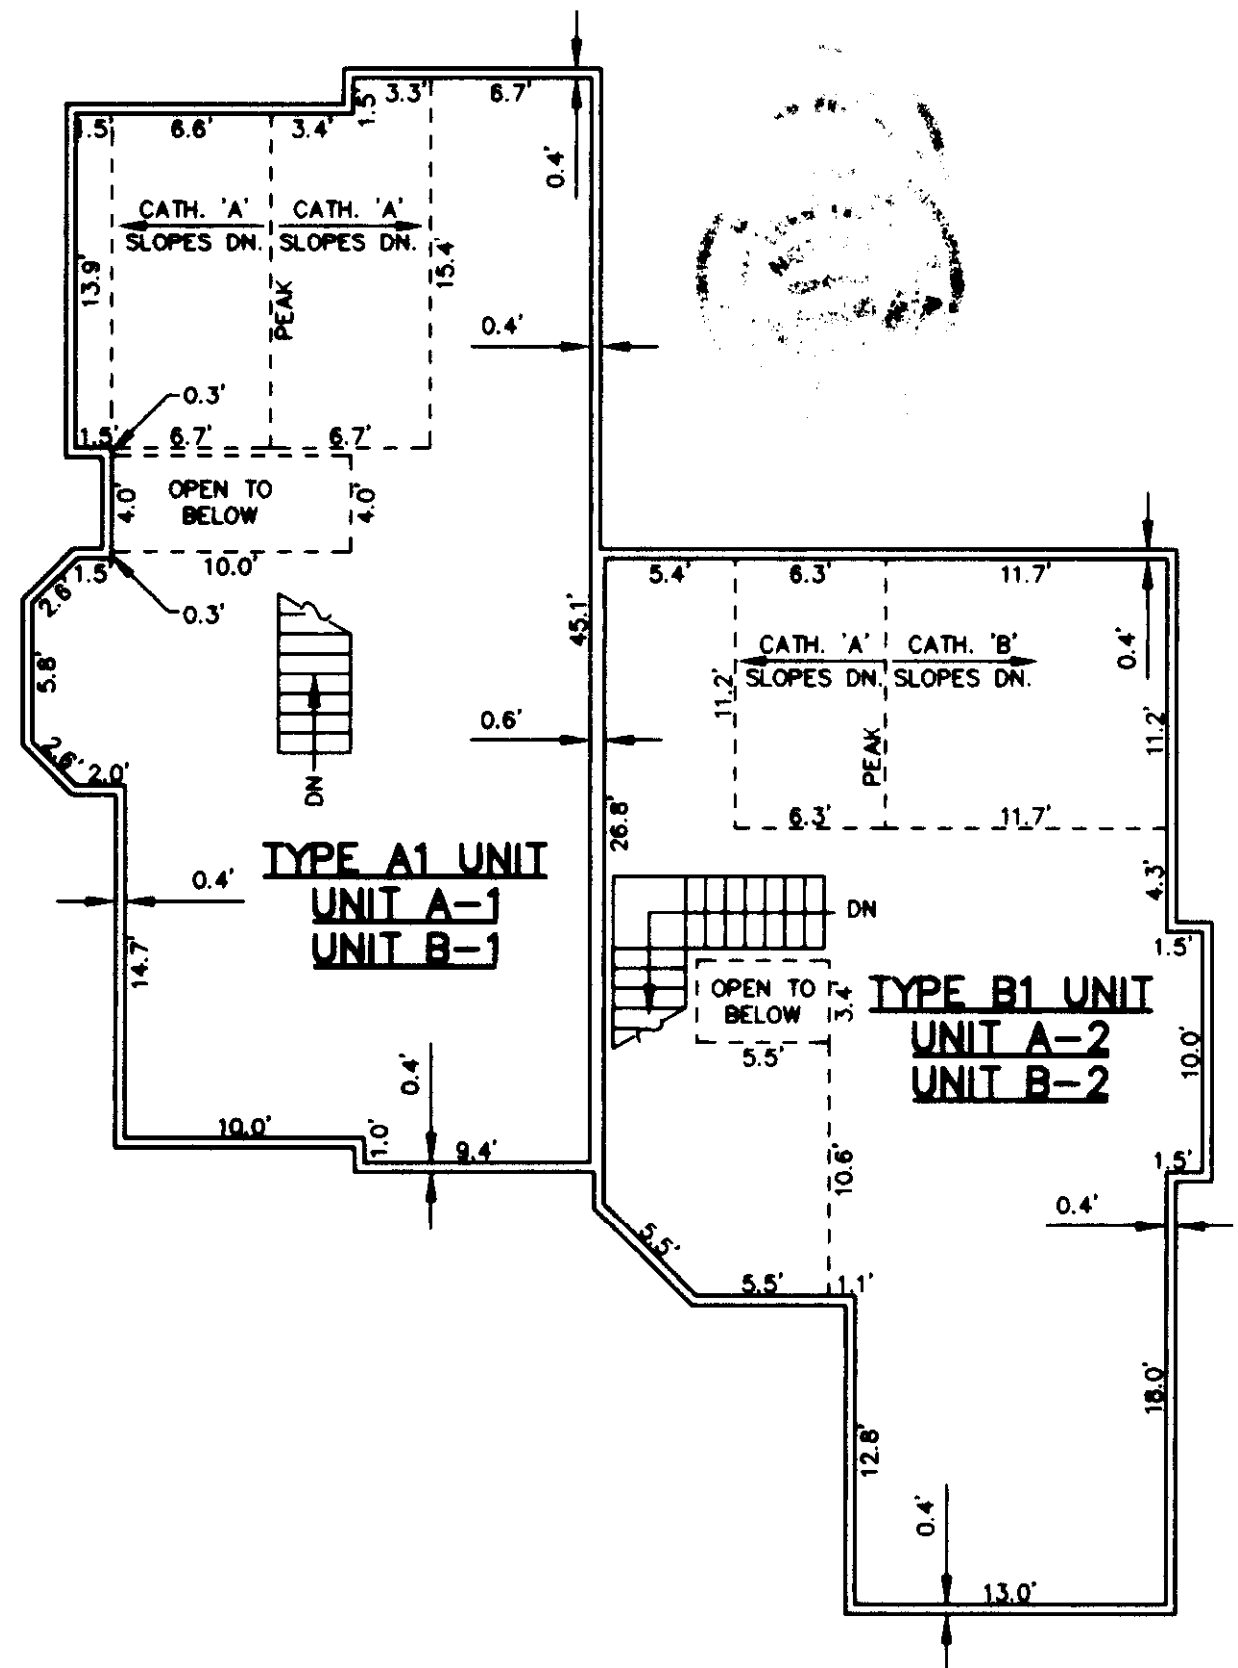 3.3'
6.7'
1.5'
1.5'
6.6'
3.4'
0.4'
CATH. 'A'
SLOPES DN.
CATH. 'A'
SLOPES DN.
13.9'
15.4'
PEAK
0.4'
0.3'
1.5'
6.7'
6.7'
4.0'
OPEN TO
BELOW
4.0'
1.5'
10.0'
2.6'
0.3'
45.1'
5.8'
2.6'
2.0'
DN
0.6'
5.4'
6.3'
11.7'
0.4'
CATH. 'A'
SLOPES DN.
CATH. 'B'
SLOPES DN.
11.2'
11.2'
PEAK
6.3'
11.7'
26.8'
TYPE A1 UNIT
UNIT A-1
UNIT B-1
0.4'
14.7'
4.3'
DN
1.5'
OPEN TO
BELOW
3.4'
5.5'
TYPE B1 UNIT
UNIT A-2
UNIT B-2
10.0'
0.4'
10.0'
1.0'
9.4'
10.6'
1.5'
0.4'
5.5'
5.5'
1.1'
18.0'
12.8'
0.4'
13.0'